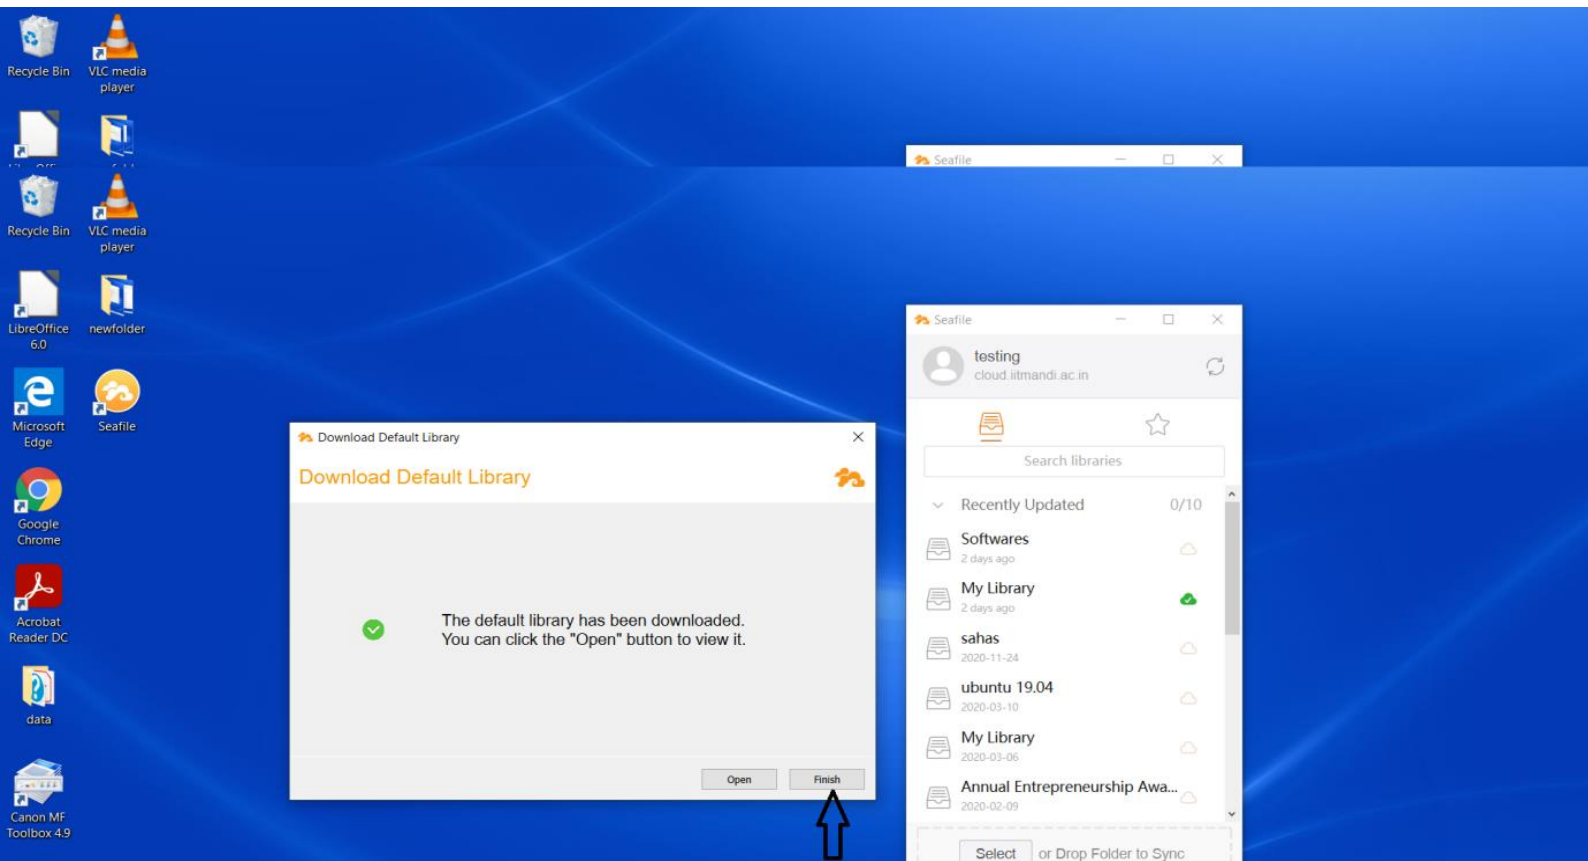 Recycle Bin
VLC media
player
Seafile
Recycle Bin
VLC media
player
LibreOffice
6.0
newfolder
Microsoft
Edge
Seafile
Google
Chrome
Acrobat
Reader DC
data
Canon MF
Toolbox 4.9
Download Default Library
Download Default Library
The default library has been downloaded.
You can click the "Open" button to view it.
Open
Finish
Seafile
testing
cloud.iitmandi.ac.in
Search libraries
Recently Updated 0/10
Softwares
2 days ago
My Library
2 days ago
sahas
2020-11-24
ubuntu 19.04
2020-03-10
My Library
2020-03-06
Annual Entrepreneurship Awa...
2020-02-09
Select or Drop Folder to Sync